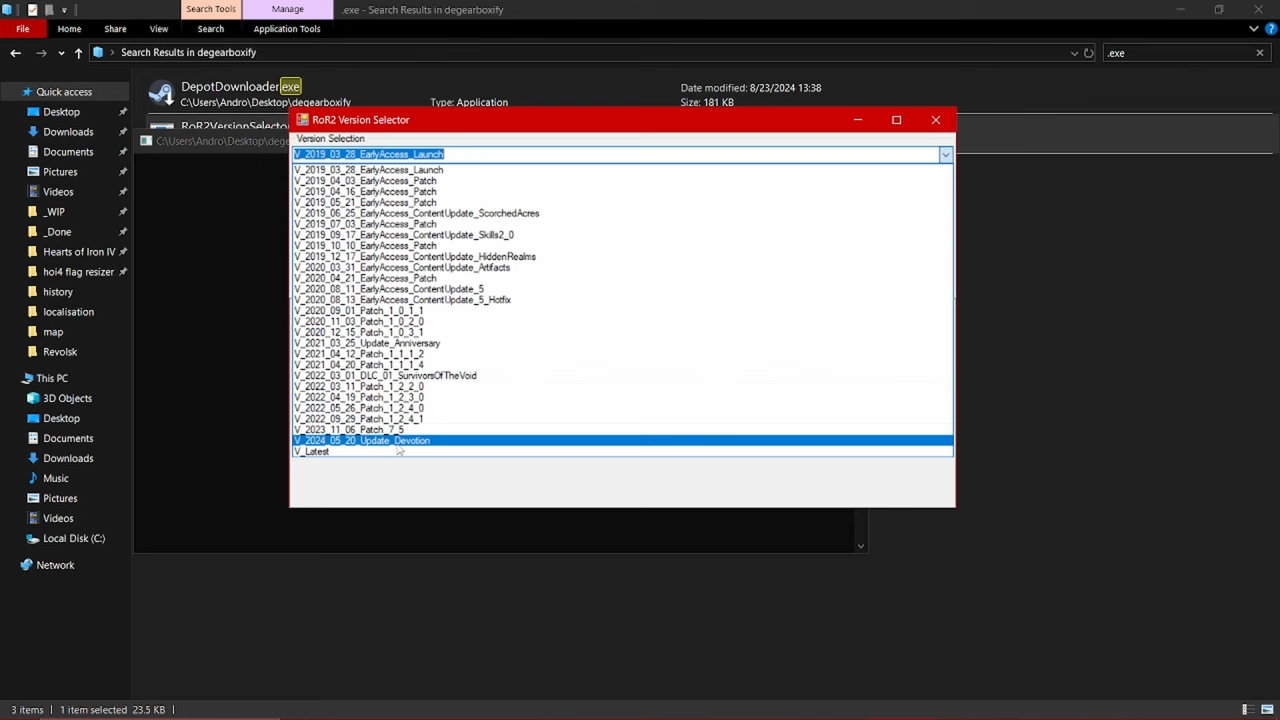 Search Tools
Manage
.exe - Search Results in degearboxify
File
Home
Share
View
Search
Application Tools
Search Results in degearboxify
.exe
Quick access
Desktop
Downloads
Documents
Pictures
Videos
_WIP
_Done
Hearts of Iron IV
hoi4 flag resizer
history
localisation
map
Revolsk
This PC
3D Objects
Desktop
Documents
Downloads
Music
Pictures
Videos
Local Disk (C:)
Network
DepotDownloader.exe
C:\Users\Andro\Desktop\degearboxify
Type: Application
Date modified: 8/23/2024 13:38
Size: 181 KB
RoR2VersionSelecto
C:\Users\Andro\Desktop\dege
RoR2 Version Selector
Version Selection
V_2019_03_28_EarlyAccess_Launch
V_2019_03_28_EarlyAccess_Launch
V_2019_04_03_EarlyAccess_Patch
V_2019_04_16_EarlyAccess_Patch
V_2019_05_21_EarlyAccess_Patch
V_2019_06_25_EarlyAccess_ContentUpdate_ScorchedAcres
V_2019_07_03_EarlyAccess_Patch
V_2019_09_17_EarlyAccess_ContentUpdate_Skills2_0
V_2019_10_10_EarlyAccess_Patch
V_2019_12_17_EarlyAccess_ContentUpdate_HiddenRealms
V_2020_03_31_EarlyAccess_ContentUpdate_Artifacts
V_2020_04_21_EarlyAccess_Patch
V_2020_08_11_EarlyAccess_ContentUpdate_5
V_2020_08_13_EarlyAccess_ContentUpdate_5_Hotfix
V_2020_09_01_Patch_1_0_1_1
V_2020_11_03_Patch_1_0_2_0
V_2020_12_15_Patch_1_0_3_1
V_2021_03_25_Update_Anniversary
V_2021_04_12_Patch_1_1_1_2
V_2021_04_20_Patch_1_1_1_4
V_2022_03_01_DLC_01_SurvivorsOfTheVoid
V_2022_03_11_Patch_1_2_2_0
V_2022_04_19_Patch_1_2_3_0
V_2022_05_26_Patch_1_2_4_0
V_2022_09_29_Patch_1_2_4_1
V_2023_11_06_Patch_7_5
V_2024_05_20_Update_Devotion
V_Latest
3 items
1 item selected 23.5 KB